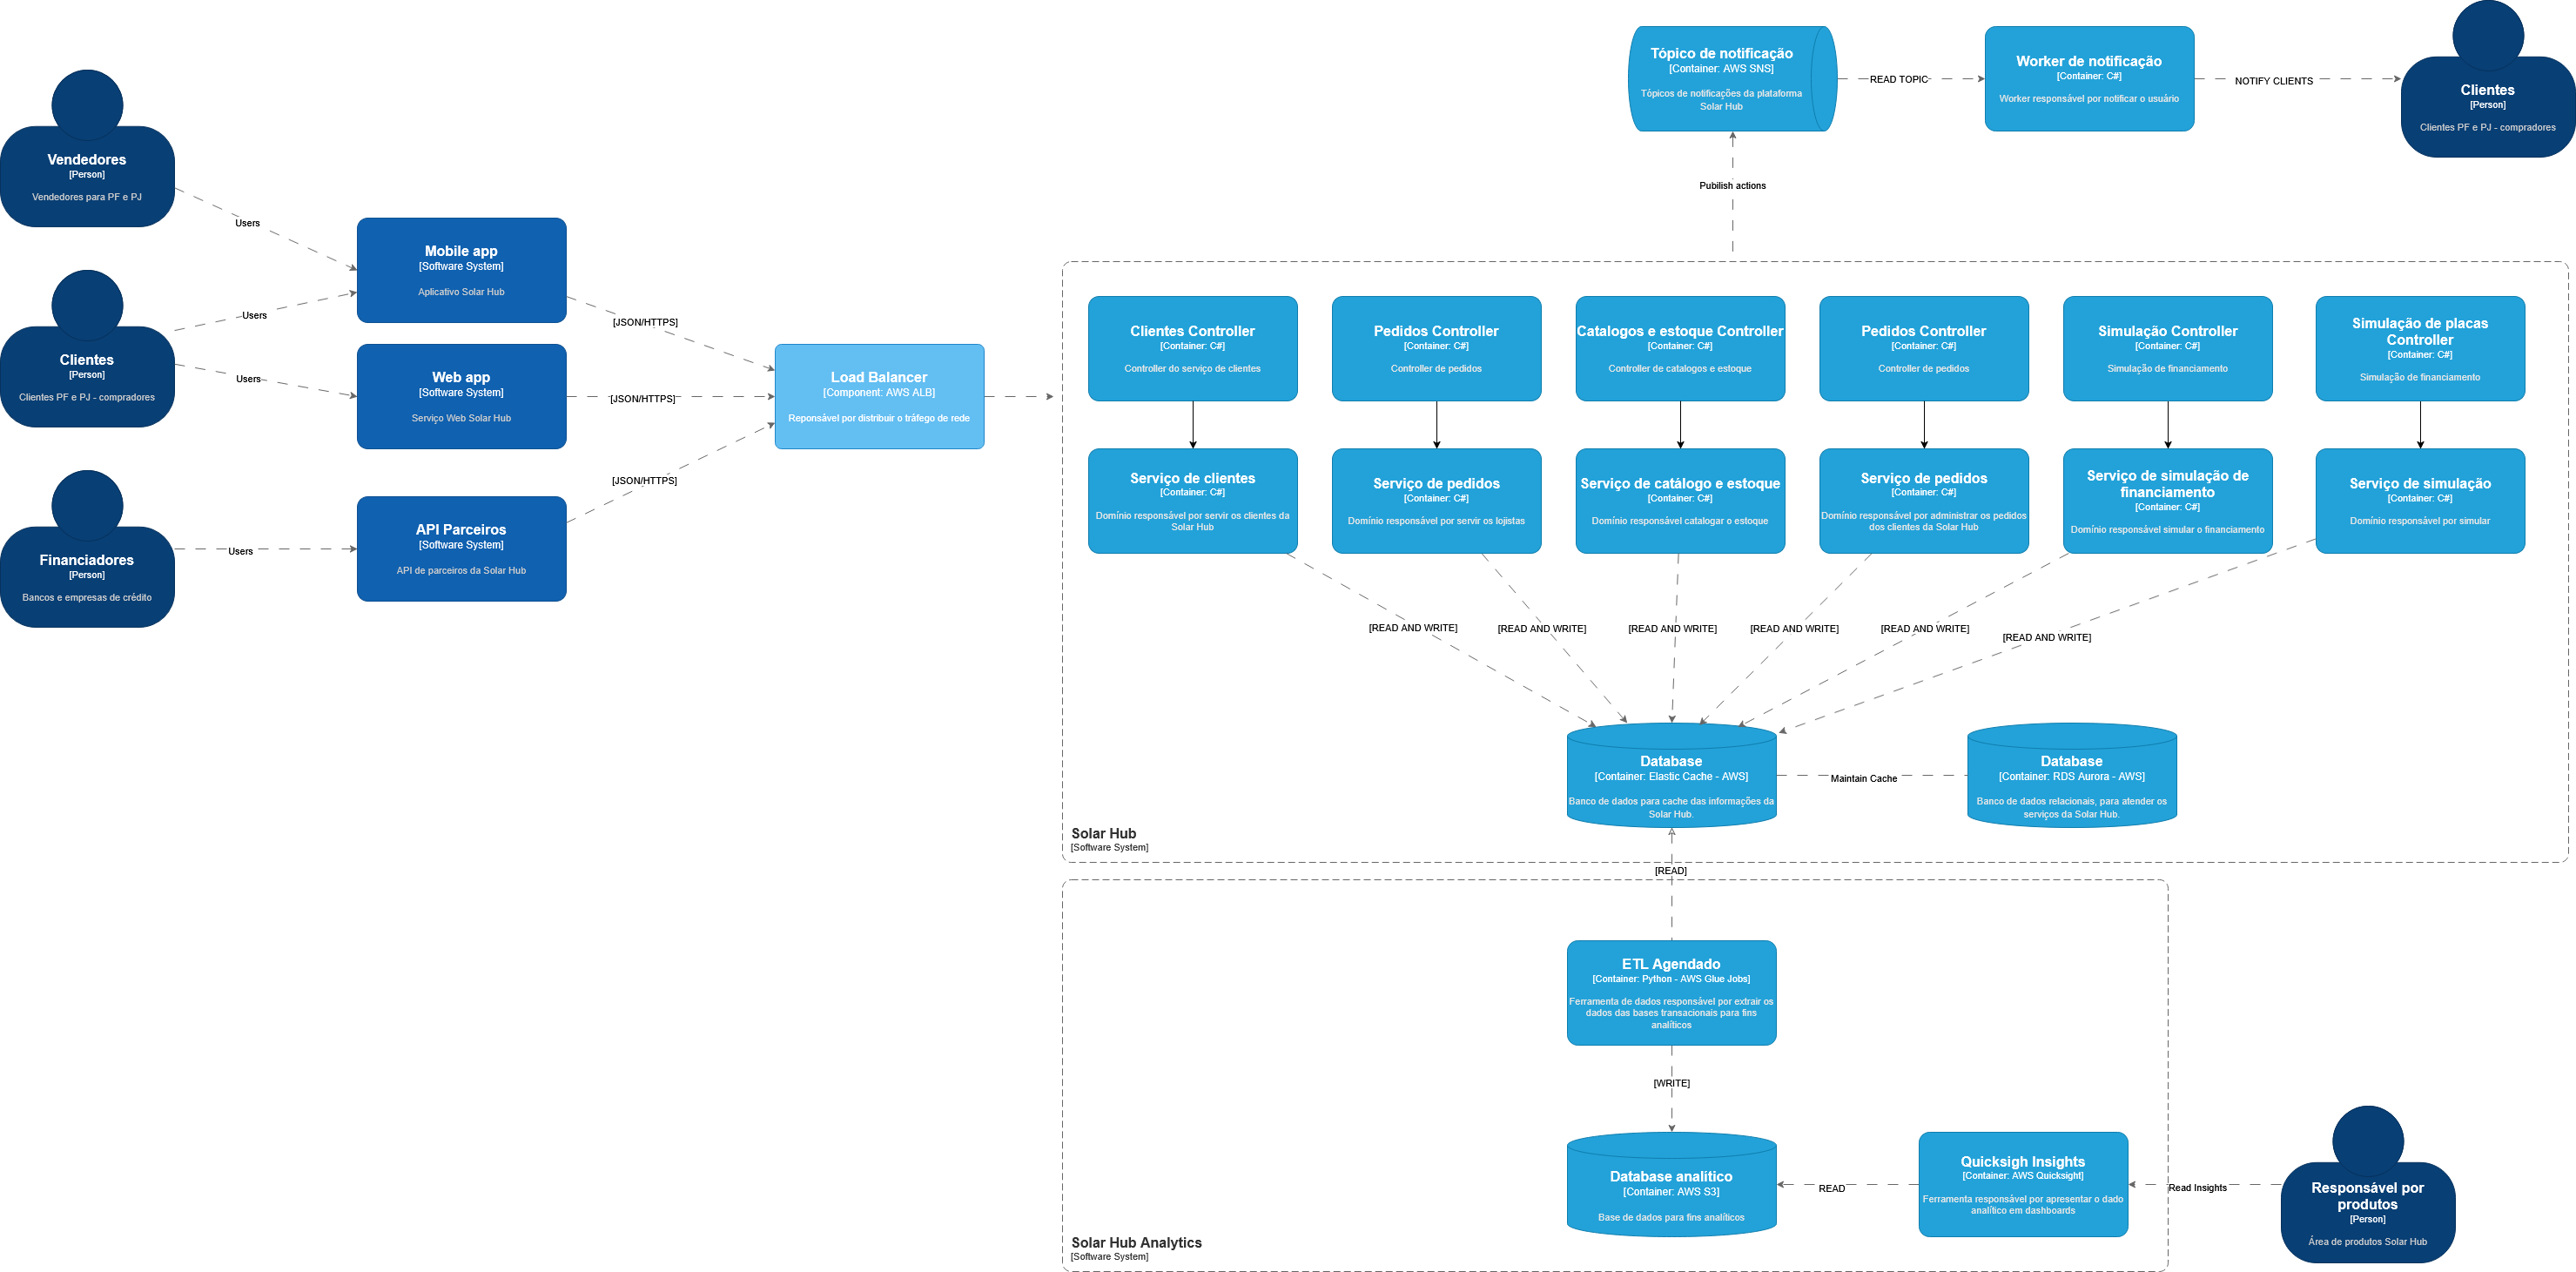 Tópico de notificação
[Container: AWS SNS]
Tópicos de notificações da plataforma
Solar Hub
READ TOPIC
Worker de notificação
[Container: C#]
Worker responsável por notificar o usuário
NOTIFY CLIENTS
Clientes
[Person]
Clientes PF e PJ - compradores
Pubilish actions
Vendedores
[Person]
Vendedores para PF e PJ
Users
Clientes
[Person]
Clientes PF e PJ - compradores
Users
Users
Financiadores
[Person]
Bancos e empresas de crédito
Users
Mobile app
[Software System]
Aplicativo Solar Hub
[JSON/HTTPS]
Web app
[Software System]
Serviço Web Solar Hub
[JSON/HTTPS]
API Parceiros
[Software System]
API de parceiros da Solar Hub
[JSON/HTTPS]
Load Balancer
[Component: AWS ALB]
Reponsável por distribuir o tráfego de rede
Clientes Controller
[Container: C#]
Controller do serviço de clientes
Pedidos Controller
[Container: C#]
Controller de pedidos
Catalogos e estoque Controller
[Container: C#]
Controller de catalogos e estoque
Pedidos Controller
[Container: C#]
Controller de pedidos
Simulação Controller
[Container: C#]
Simulação de financiamento
Simulação de placas
Controller
[Container: C#]
Simulação de financiamento
Serviço de clientes
[Container: C#]
Domínio responsável por servir os clientes da
Solar Hub
Serviço de pedidos
[Container: C#]
Domínio responsável por servir os lojistas
Serviço de catálogo e estoque
[Container: C#]
Domínio responsável catalogar o estoque
Serviço de pedidos
[Container: C#]
Domínio responsável por administrar os pedidos
dos clientes da Solar Hub
Serviço de simulação de
financiamento
[Container: C#]
Domínio responsável simular o financiamento
Serviço de simulação
[Container: C#]
Domínio responsável por simular
[READ AND WRITE]
[READ AND WRITE]
[READ AND WRITE]
[READ AND WRITE]
[READ AND WRITE]
[READ AND WRITE]
Database
[Container: Elastic Cache - AWS]
Banco de dados para cache das informações da
Solar Hub.
Maintain Cache
Database
[Container: RDS Aurora - AWS]
Banco de dados relacionais, para atender os
serviços da Solar Hub.
Solar Hub
[Software System]
[READ]
ETL Agendado
[Container: Python - AWS Glue Jobs]
Ferramenta de dados responsável por extrair os
dados das bases transacionais para fins
analíticos
[WRITE]
Database analítico
[Container: AWS S3]
Base de dados para fins analíticos
READ
Quicksigh Insights
[Container: AWS Quicksight]
Ferramenta responsável por apresentar o dado
analítico em dashboards
Read Insights
Responsável por
produtos
[Person]
Área de produtos Solar Hub
Solar Hub Analytics
[Software System]